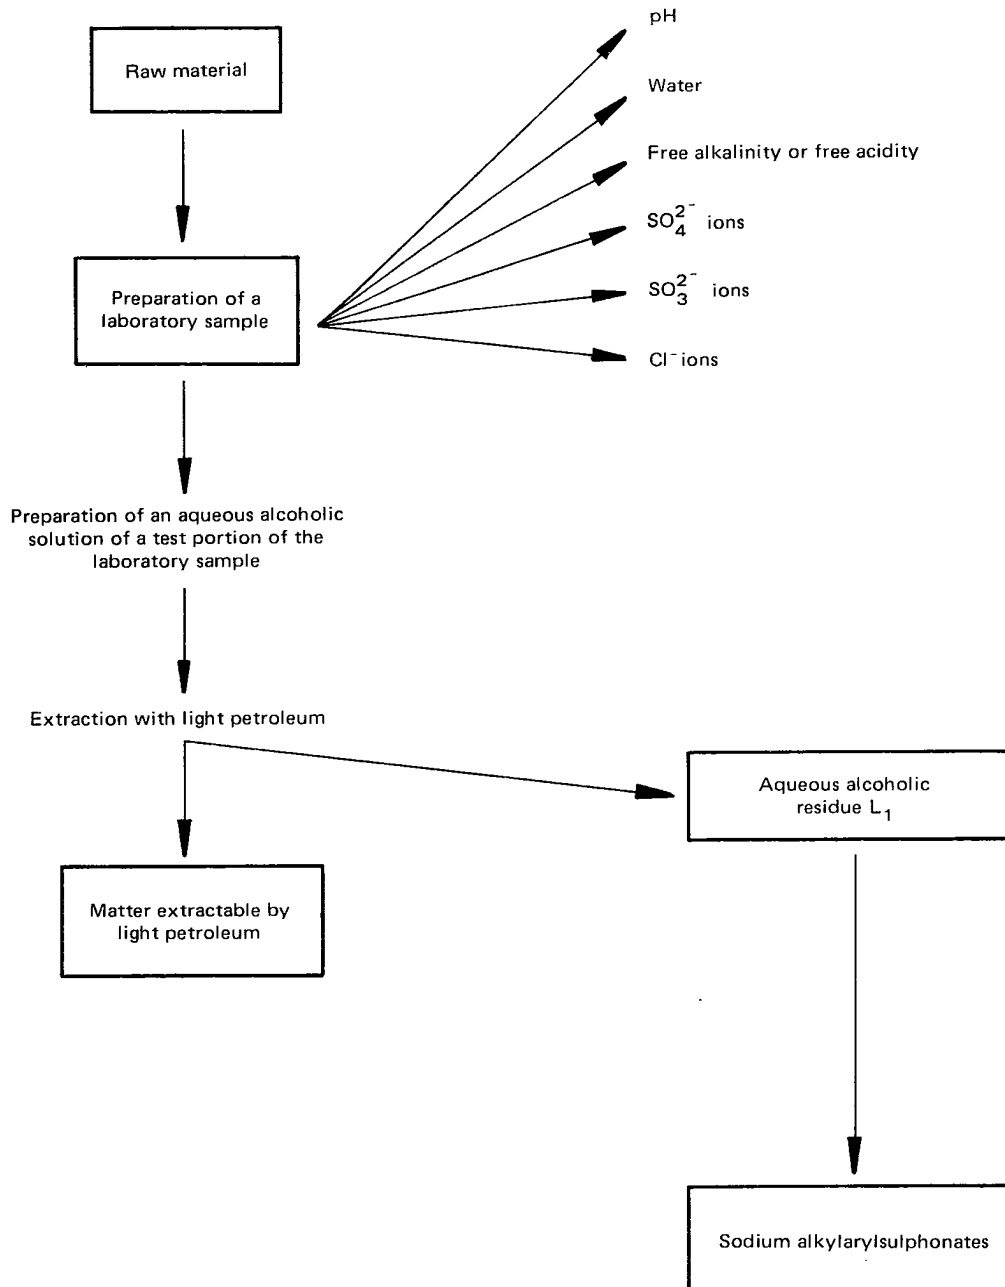 Raw material
Preparation of a
laboratory sample
pH
Water
Free alkalinity or free acidity
SO₄²⁻ ions
SO₃²⁻ ions
Cl⁻ ions
Preparation of an aqueous alcoholic
solution of a test portion of the
laboratory sample
Extraction with light petroleum
Matter extractable by
light petroleum
Aqueous alcoholic
residue L₁
Sodium alkylarylsulphonates